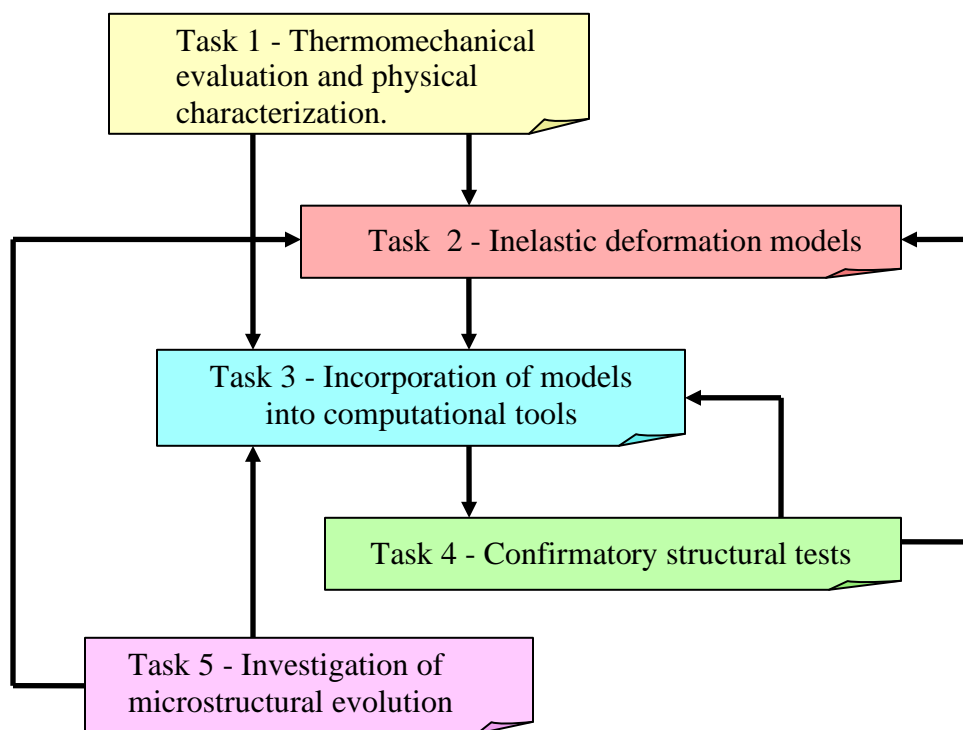 Task 1 - Thermomechanical
evaluation and physical
characterization.
Task  2 - Inelastic deformation models
Task 3 - Incorporation of models
into computational tools
Task 4 - Confirmatory structural tests
Task 5 - Investigation of
microstructural evolution